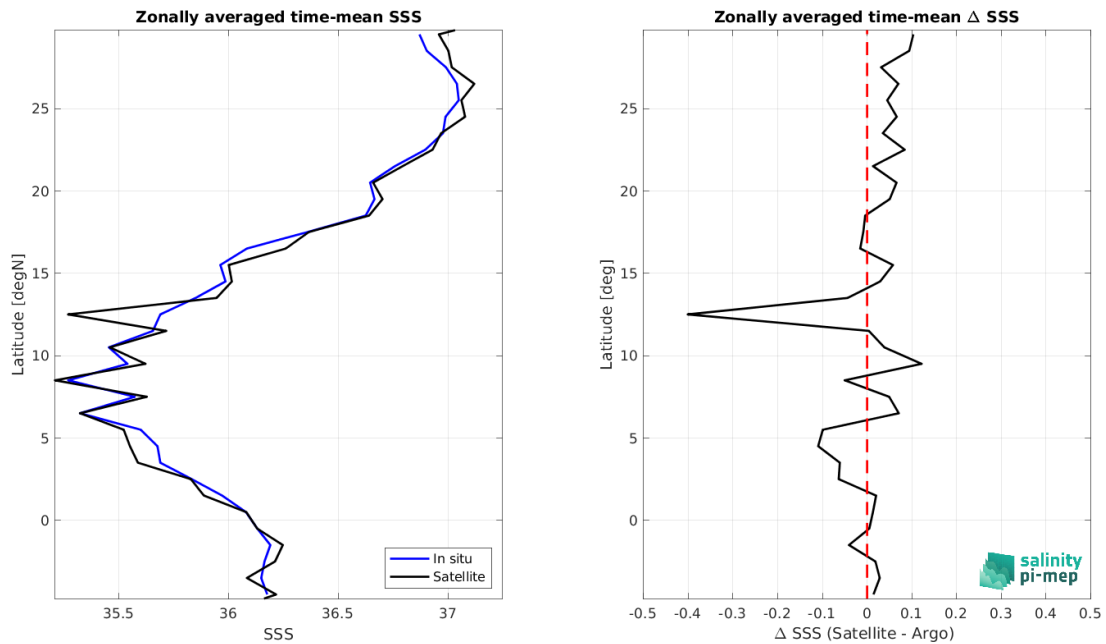 Zonally averaged time-mean SSS
Latitude [degN]
25
20
15
10
5
0
35.5
36
36.5
37
SSS
In situ
Satellite
Zonally averaged time-mean Δ SSS
Latitude [deg]
25
20
15
10
5
0
-0.5
-0.4
-0.3
-0.2
-0.1
0
0.1
0.2
0.3
0.4
0.5
Δ SSS (Satellite - Argo)
salinity
pi-mep